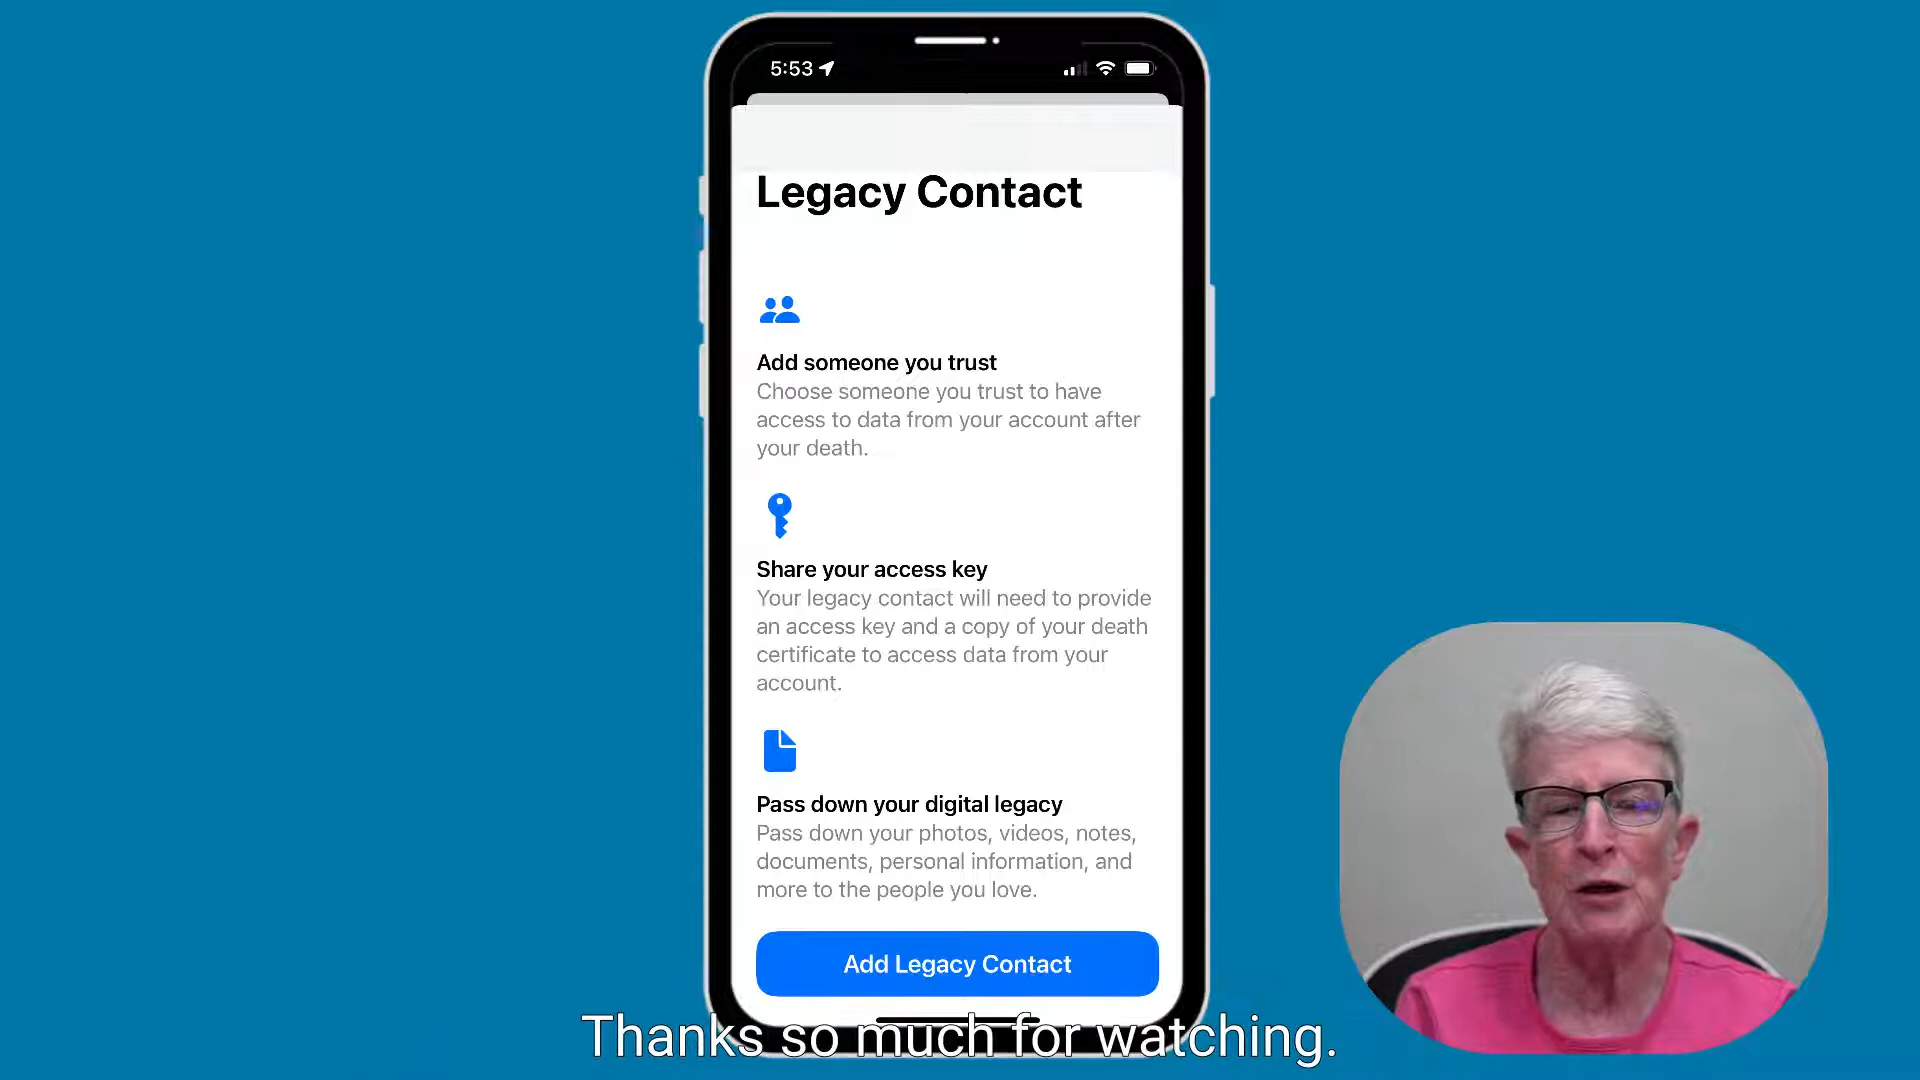 5:53
Legacy Contact
Add someone you trust
Choose someone you trust to have
access to data from your account after
your death.
Share your access key
Your legacy contact will need to provide
an access key and a copy of your death
certificate to access data from your
account.
Pass down your digital legacy
Pass down your photos, videos, notes,
documents, personal information, and
more to the people you love.
Add Legacy Contact
Thanks so much for watching.